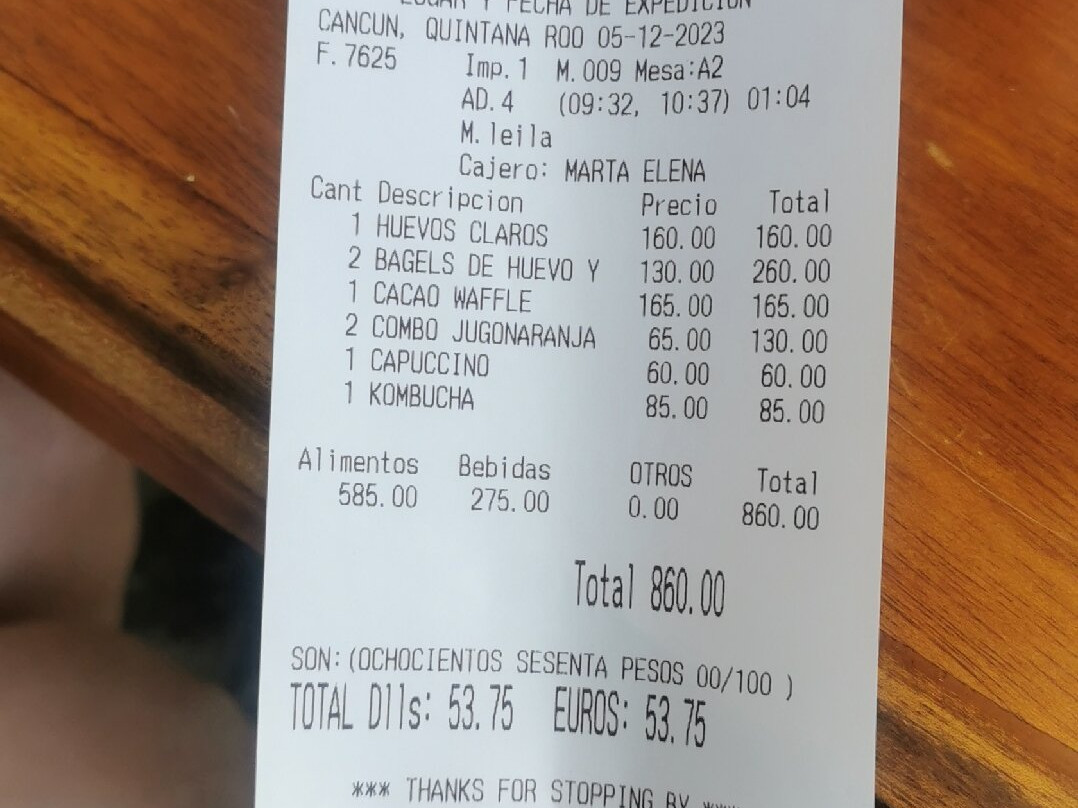 LUGAR Y FECHA DE EXPEDICION
CANCUN, QUINTANA ROO 05-12-2023
F. 7625 Imp. 1 M. 009 Mesa:A2
AD. 4 (09:32, 10:37) 01:04
M. leila
Cajero: MARTA ELENA
Cant Descripcion Precio Total
1 HUEVOS CLAROS 160.00 160.00
2 BAGELS DE HUEVO Y 130.00 260.00
1 CACAO WAFFLE 165.00 165.00
2 COMBO JUGONARANJA 65.00 130.00
1 CAPUCCINO 60.00 60.00
1 KOMBUCHA 85.00 85.00
Alimentos Bebidas OTROS Total
585.00 275.00 0.00 860.00
Total 860.00
SON: (OCHOCIENTOS SESENTA PESOS 00/100 )
TOTAL Dlls: 53.75 EUROS: 53.75
*** THANKS FOR STOPPING BY ***